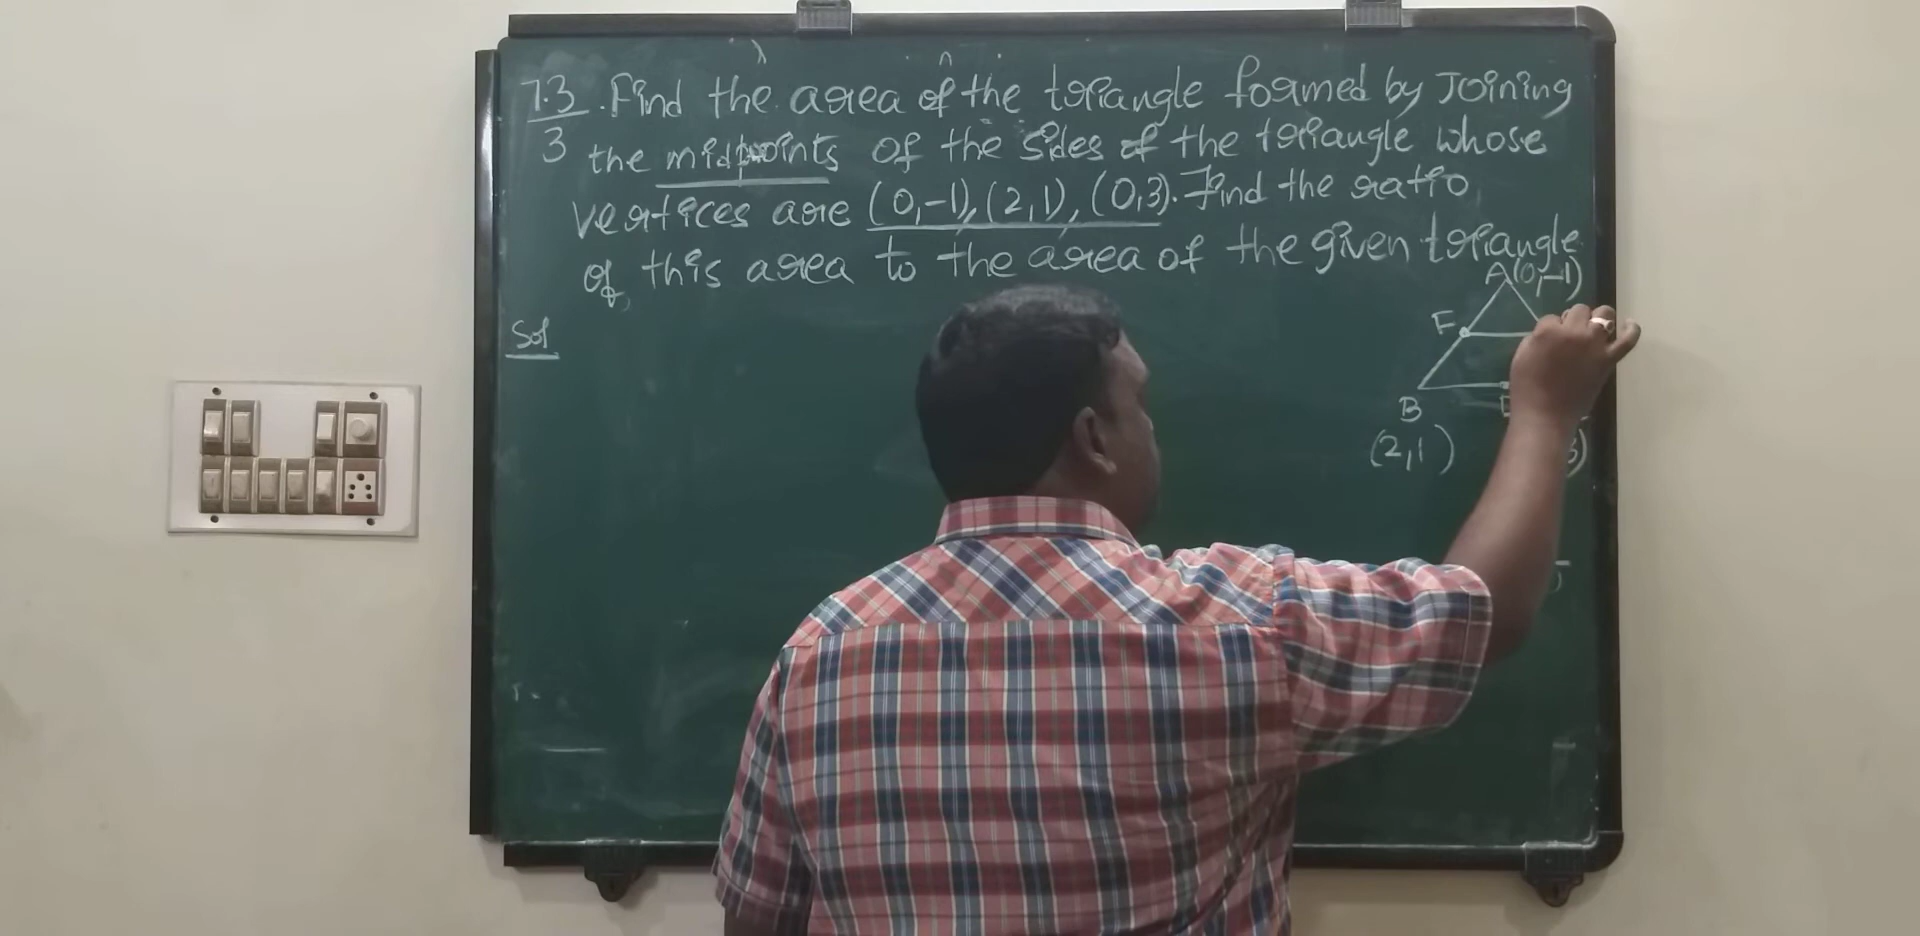 7.3 . Find the area of the triangle formed by Joining
3 the midpoints of the sides of the triangle whose
vertices are (0,-1), (2,1), (0,3). Find the ratio
of this area to the area of the given triangle.
A(0,-1)
Sol
F
B
(2,1)
3)